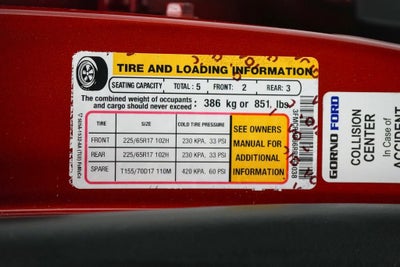 TIRE AND LOADING INFORMATION
SEATING CAPACITY TOTAL : 5 FRONT: 2 REAR: 3
The combined weight of occupants
and cargo should never exceed : 386 kg or 851, lbs
TIRE SIZE COLD TIRE PRESSURE
FRONT 225/65R17 102H 230 KPA, 33 PSI
REAR 225/65R17 102H 230 KPA, 33 PSI
SPARE T155/70D17 110M 420 KPA, 60 PSI
SEE OWNERS
MANUAL FOR
ADDITIONAL
INFORMATION
GORNO FORD
COLLISION
CENTER
In Case of